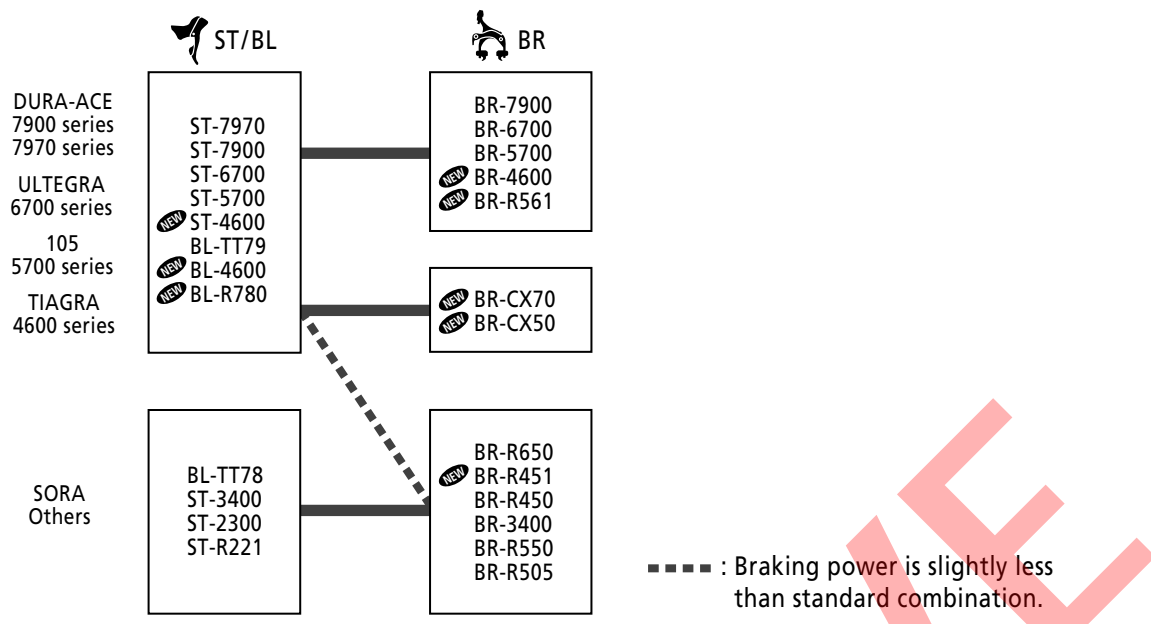 ST/BL
BR
DURA-ACE
7900 series
7970 series
ULTEGRA
6700 series
105
5700 series
TIAGRA
4600 series
ST-7970
ST-7900
ST-6700
ST-5700
NEW ST-4600
BL-TT79
NEW BL-4600
NEW BL-R780
BR-7900
BR-6700
BR-5700
NEW BR-4600
NEW BR-R561
NEW BR-CX70
NEW BR-CX50
SORA
Others
BL-TT78
ST-3400
ST-2300
ST-R221
BR-R650
NEW BR-R451
BR-R450
BR-3400
BR-R550
BR-R505
: Braking power is slightly less
than standard combination.
VE